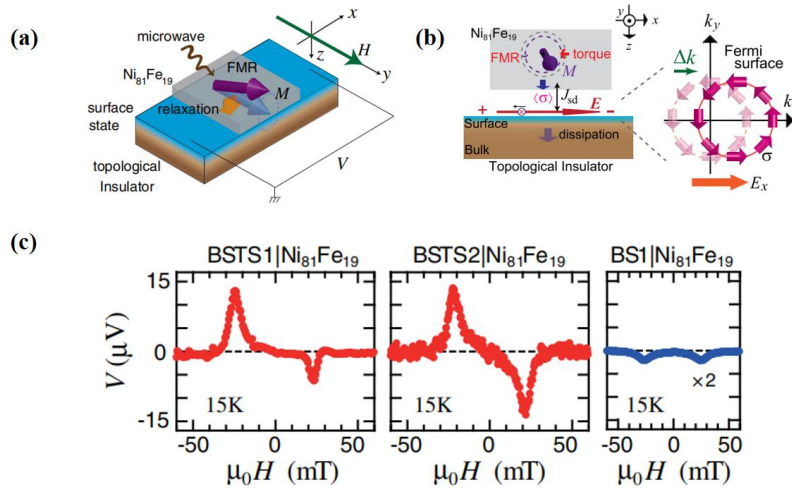 (a)
microwave
x
z
H
y
Ni81Fe19
FMR
M
relaxation
surface
state
V
topological
Insulator
(b)
y
x
z
Ni81Fe19
FMR
torque
M
⟨σ⟩
Jsd
+
E
-
Surface
dissipation
Bulk
Topological Insulator
ky
Fermi
surface
Δk
k
σ
Ex
(c)
BSTS1|Ni81Fe19
BSTS2|Ni81Fe19
BS1|Ni81Fe19
15
0
-15
V (μV)
15K
15K
15K
×2
-50 0 50
-50 0 50
-50 0 50
μ0H (mT)
μ0H (mT)
μ0H (mT)